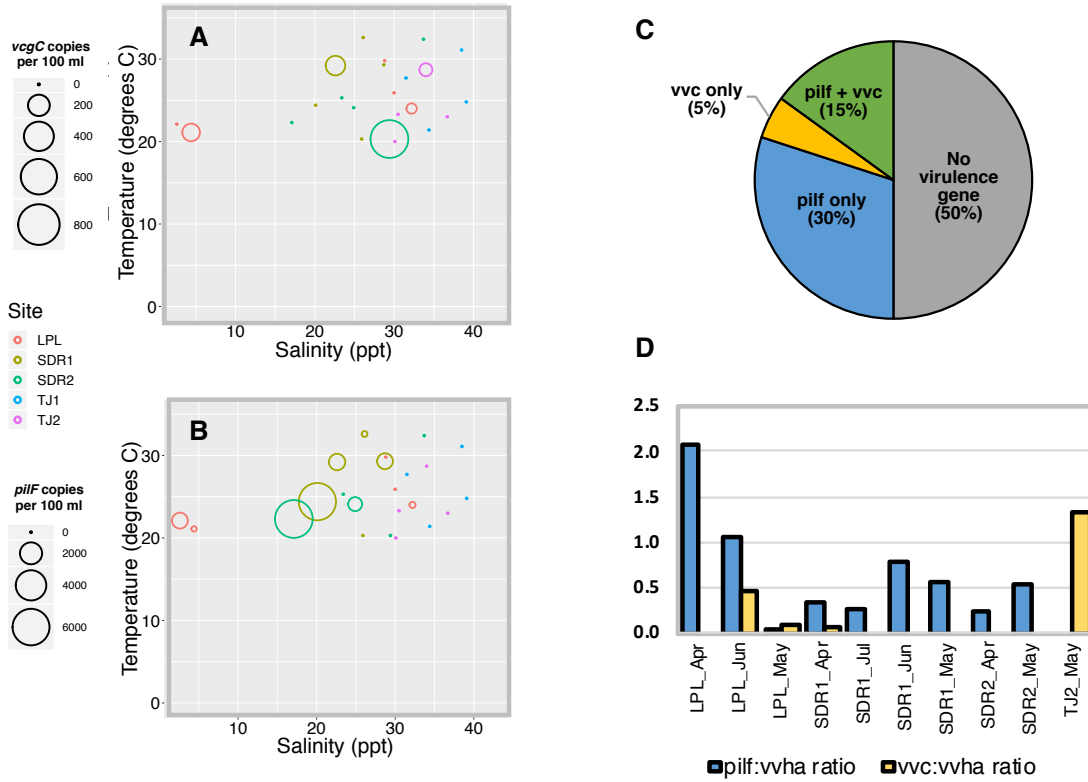 vcgC copies
per 100 ml
0
200
400
600
800
Site
LPL
SDR1
SDR2
TJ1
TJ2
pilF copies
per 100 ml
0
2000
4000
6000
A
Temperature (degrees C)
30
20
10
0
10
20
30
40
Salinity (ppt)
B
Temperature (degrees C)
30
20
10
0
10
20
30
40
Salinity (ppt)
C
vvc only
(5%)
pilf + vvc
(15%)
pilf only
(30%)
No
virulence
gene
(50%)
D
2.5
2.0
1.5
1.0
0.5
0.0
LPL_Apr
LPL_Jun
LPL_May
SDR1_Apr
SDR1_Jul
SDR1_Jun
SDR1_May
SDR2_Apr
SDR2_May
TJ2_May
pilf:vvha ratio
vvc:vvha ratio